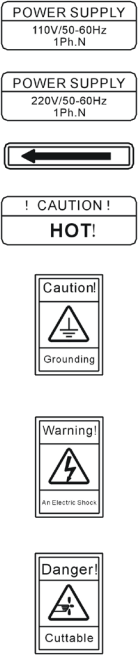 POWER SUPPLY
110V/50-60Hz
1Ph.N
POWER SUPPLY
220V/50-60Hz
1Ph.N
! CAUTION !
HOT!
Caution!
Grounding
Warning!
An Electric Shock
Danger!
Cuttable